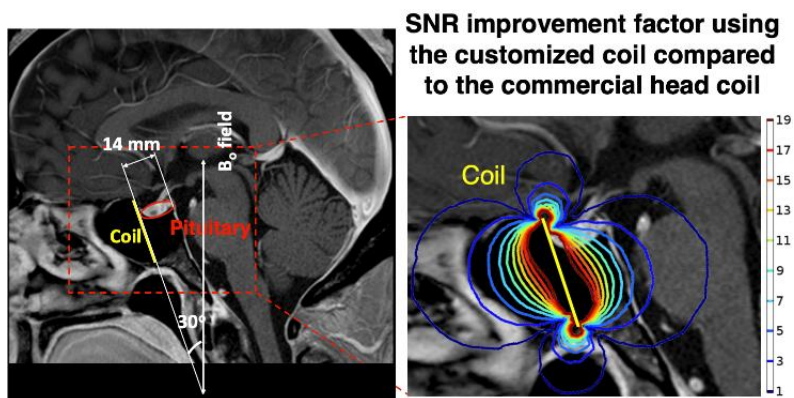 SNR improvement factor using
the customized coil compared
to the commercial head coil
14 mm
B₀ field
Coil
Pituitary
30°
Coil
19
17
15
13
11
9
7
5
3
1